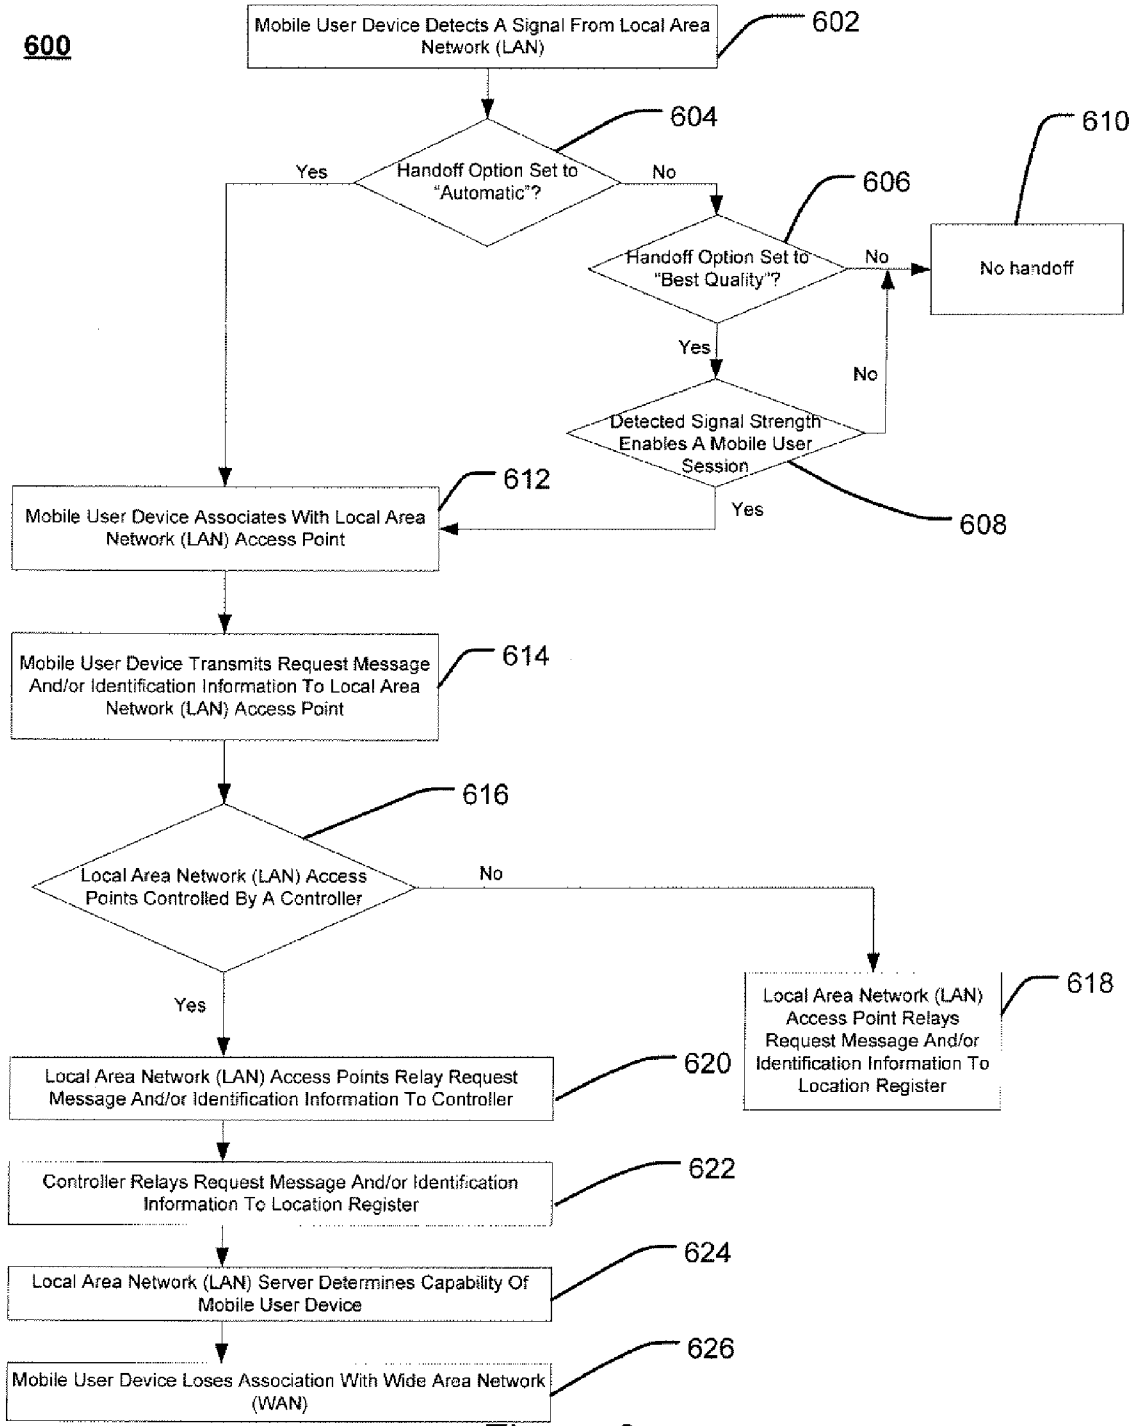 600
Mobile User Device Detects A Signal From Local Area
Network (LAN)
602
604
Handoff Option Set to
"Automatic"?
Yes
No
606
Handoff Option Set to
"Best Quality"?
No
610
No handoff
Yes
No
Detected Signal Strength
Enables A Mobile User
Session
608
Yes
612
Mobile User Device Associates With Local Area
Network (LAN) Access Point
614
Mobile User Device Transmits Request Message
And/or Identification Information To Local Area
Network (LAN) Access Point
616
Local Area Network (LAN) Access
Points Controlled By A Controller
No
Yes
618
Local Area Network (LAN)
Access Point Relays
Request Message And/or
Identification Information To
Location Register
620
Local Area Network (LAN) Access Points Relay Request
Message And/or Identification Information To Controller
622
Controller Relays Request Message And/or Identification
Information To Location Register
624
Local Area Network (LAN) Server Determines Capability Of
Mobile User Device
626
Mobile User Device Loses Association With Wide Area Network
(WAN)